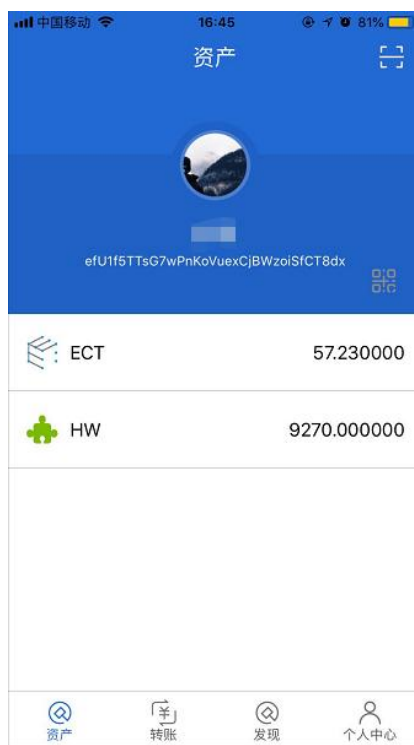 中国移动 16:45 81%
资产
efU1f5TTsG7wPnKoVuexCjBWzoiSfCT8dx
ECT 57.230000
HW 9270.000000
资产 转账 发现 个人中心